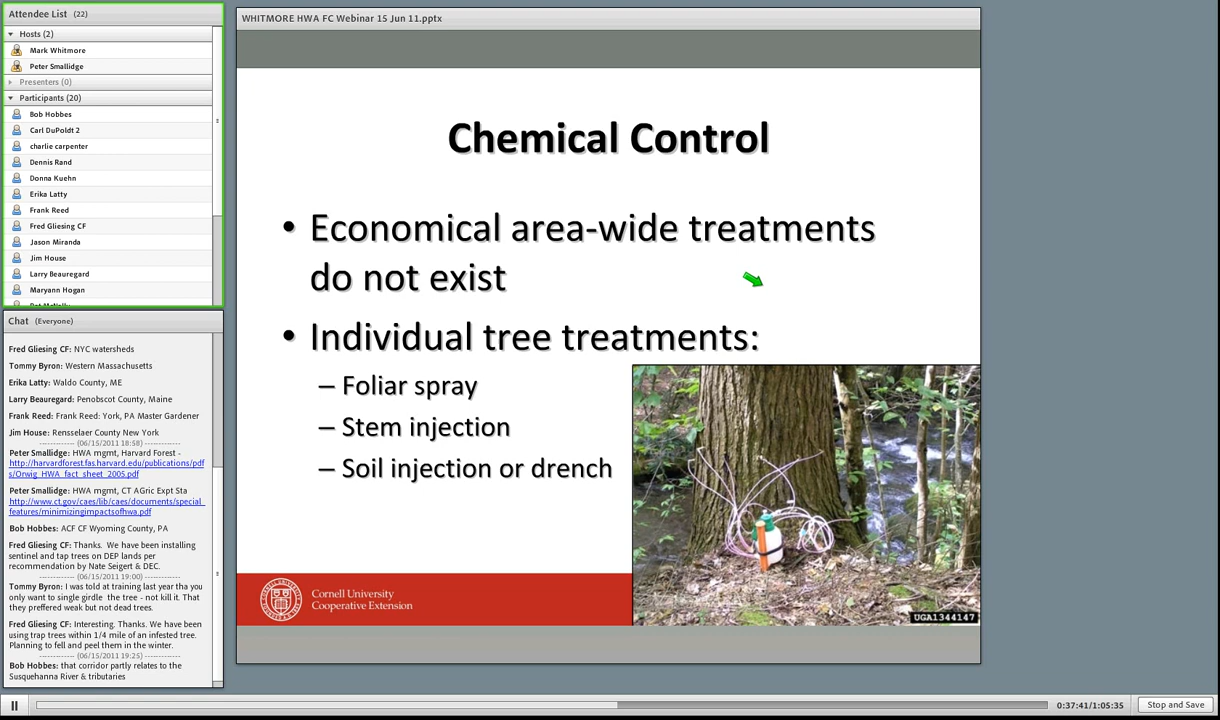 Attendee List (22)
Hosts (2)
Mark Whitmore
Peter Smallidge
Presenters (0)
Participants (20)
Bob Hobbes
Carl DuPoldt 2
charlie carpenter
Dennis Rand
Donna Kuehn
Erika Latty
Frank Reed
Fred Gliesing CF
Jason Miranda
Jim House
Larry Beauregard
Maryann Hogan
Chat (Everyone)
Fred Gliesing CF: NYC watersheds
Tommy Byron: Western Massachusetts
Erika Latty: Waldo County, ME
Larry Beauregard: Penobscot County, Maine
Frank Reed: Frank Reed: York, PA Master Gardener
Jim House: Rensselaer County New York
------------ (06/15/2011 18:58) ------------
Peter Smallidge: HWA mgmt, Harvard Forest -
http://harvardforest.fas.harvard.edu/publications/pdf
s/Orwig_HWA_fact_sheet_2005.pdf
Peter Smallidge: HWA mgmt, CT AGric Expt Sta
http://www.ct.gov/caes/lib/caes/documents/special_
features/minimizingimpactsofhwa.pdf
Bob Hobbes: ACF CF Wyoming County, PA
Fred Gliesing CF: Thanks. We have been installing
sentinel and tap trees on DEP lands per
recommendation by Nate Seigert & DEC.
------------ (06/15/2011 19:00) ------------
Tommy Byron: I was told at training last year tha you
only want to single girdle the tree - not kill it. That
they preffered weak but not dead trees.
Fred Gliesing CF: Interesting. Thanks. We have been
using trap trees within 1/4 mile of an infested tree.
Planning to fell and peel them in the winter.
------------ (06/15/2011 19:25) ------------
Bob Hobbes: that corridor partly relates to the
Susquehanna River & tributaries
WHITMORE HWA FC Webinar 15 Jun 11.pptx
Chemical Control
• Economical area-wide treatments
do not exist
• Individual tree treatments:
– Foliar spray
– Stem injection
– Soil injection or drench
Cornell University
Cooperative Extension
UGA1344147
0:37:41/1:05:35
Stop and Save